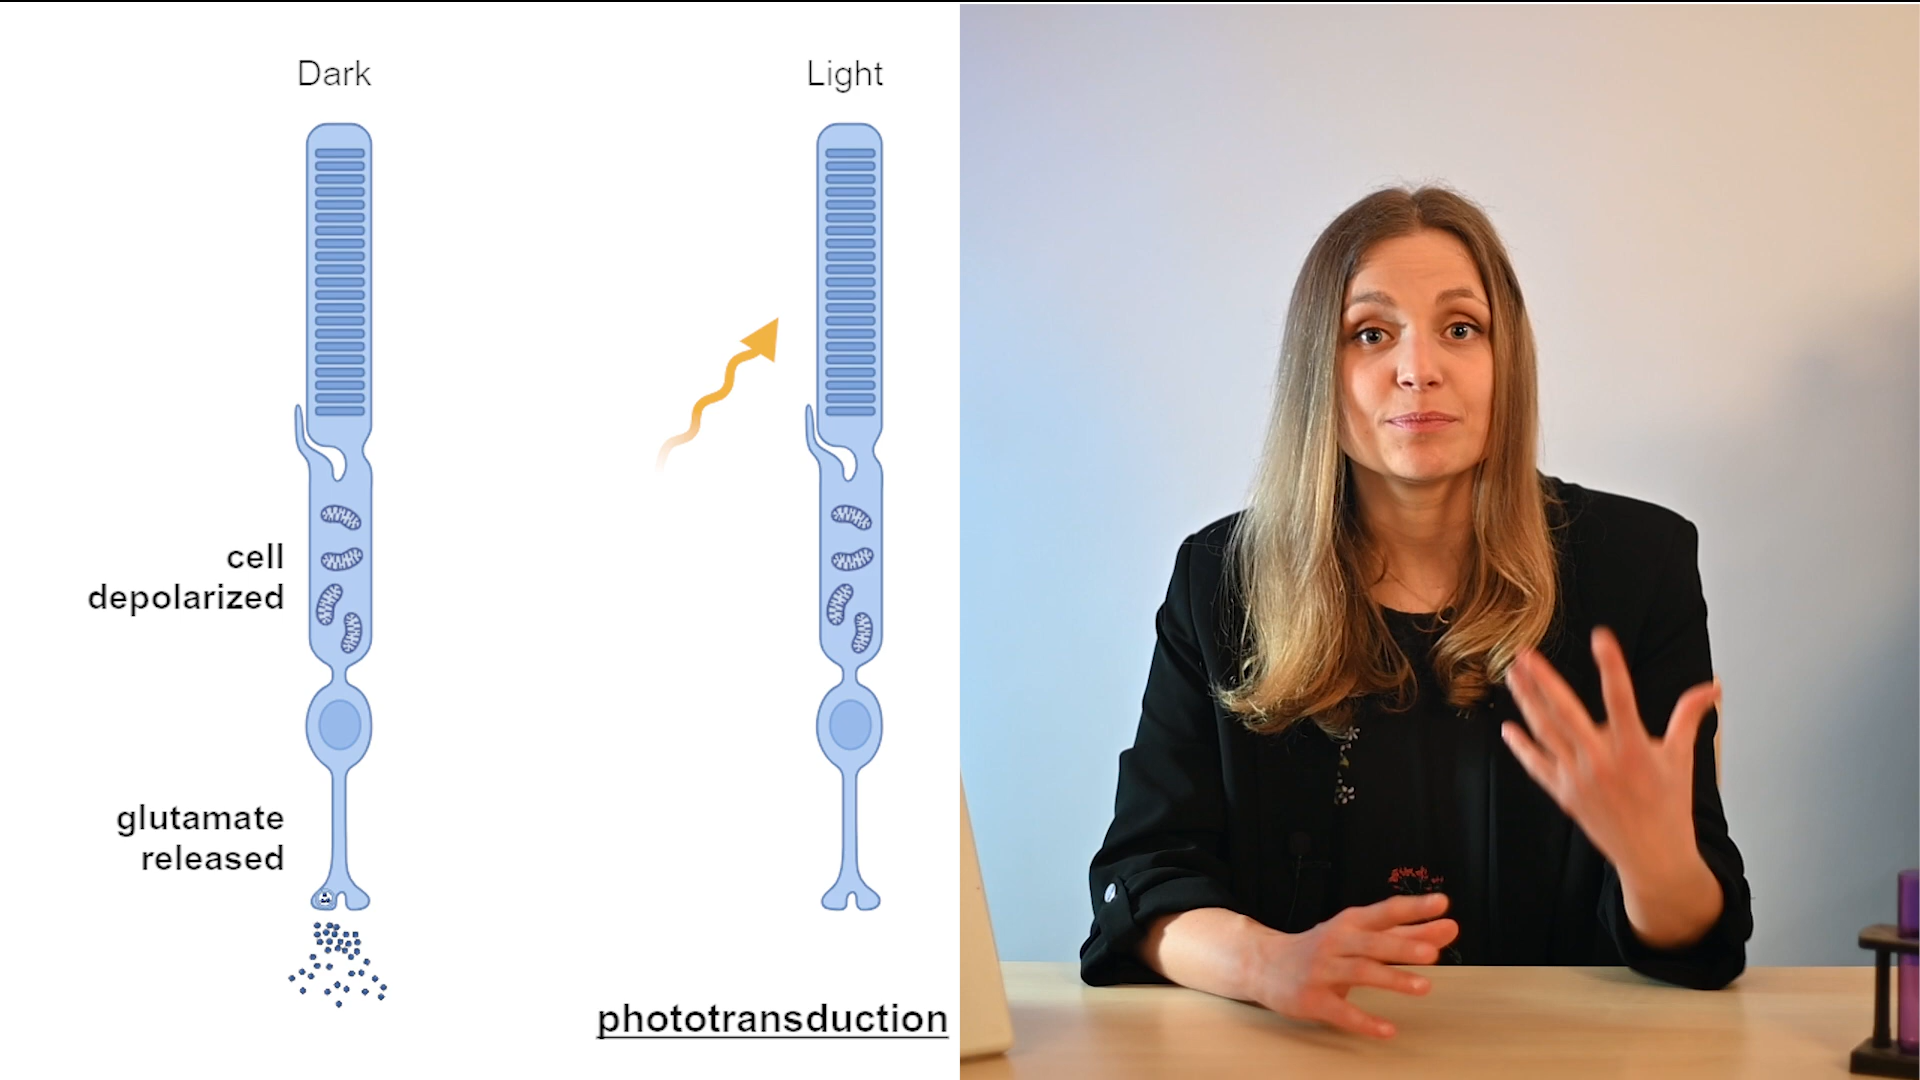 Dark
Light
cell
depolarized
glutamate
released
phototransduction